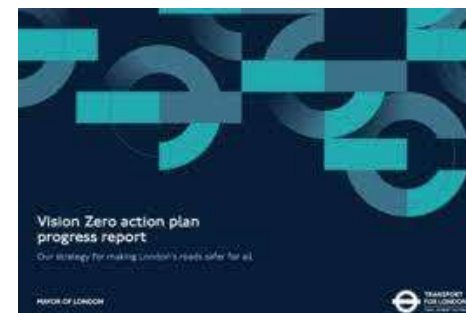 Vision Zero action plan
progress report
Our strategy for making London's roads safer for all
MAYOR OF LONDON
TRANSPORT
FOR LONDON